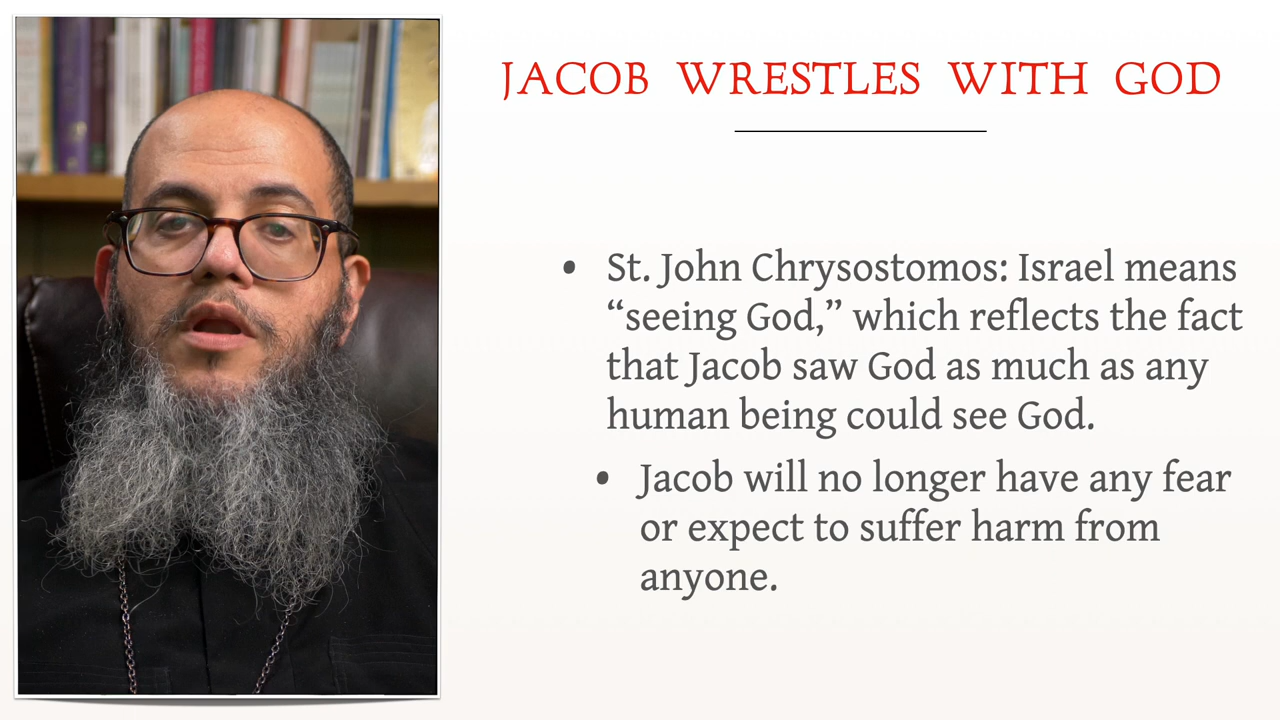 JACOB WRESTLES WITH GOD
• St. John Chrysostomos: Israel means
“seeing God,” which reflects the fact
that Jacob saw God as much as any
human being could see God.
• Jacob will no longer have any fear
or expect to suffer harm from
anyone.